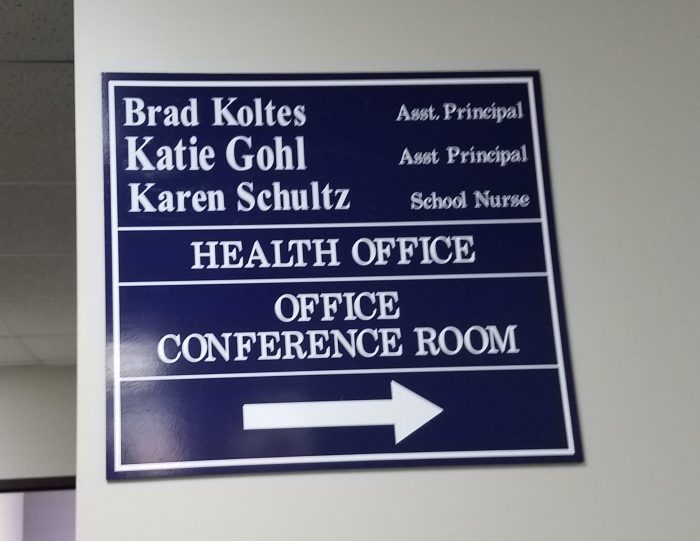 Brad Koltes Asst. Principal
Katie Gohl Asst Principal
Karen Schultz School Nurse
HEALTH OFFICE
OFFICE
CONFERENCE ROOM